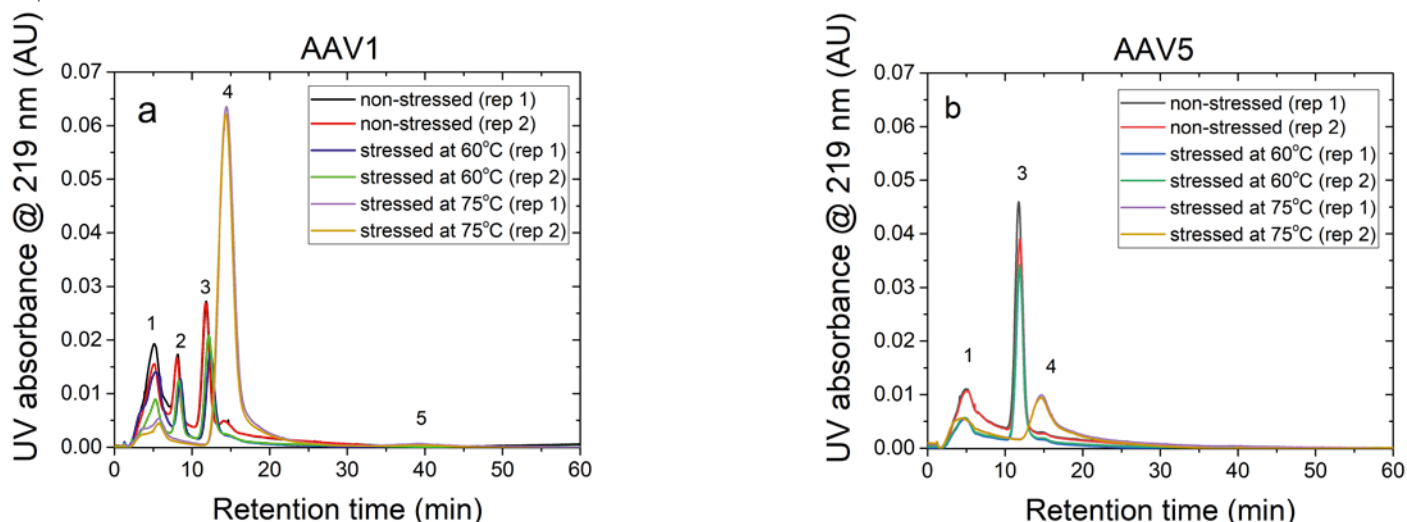 AAV1
UV absorbance @ 219 nm (AU)
0.07
0.06
0.05
0.04
0.03
0.02
0.01
0.00
a
non-stressed (rep 1)
non-stressed (rep 2)
stressed at 60°C (rep 1)
stressed at 60°C (rep 2)
stressed at 75°C (rep 1)
stressed at 75°C (rep 2)
1
2
3
4
5
0 10 20 30 40 50 60
Retention time (min)
AAV5
UV absorbance @ 219 nm (AU)
0.07
0.06
0.05
0.04
0.03
0.02
0.01
0.00
b
non-stressed (rep 1)
non-stressed (rep 2)
stressed at 60°C (rep 1)
stressed at 60°C (rep 2)
stressed at 75°C (rep 1)
stressed at 75°C (rep 2)
1
3
4
0 10 20 30 40 50 60
Retention time (min)